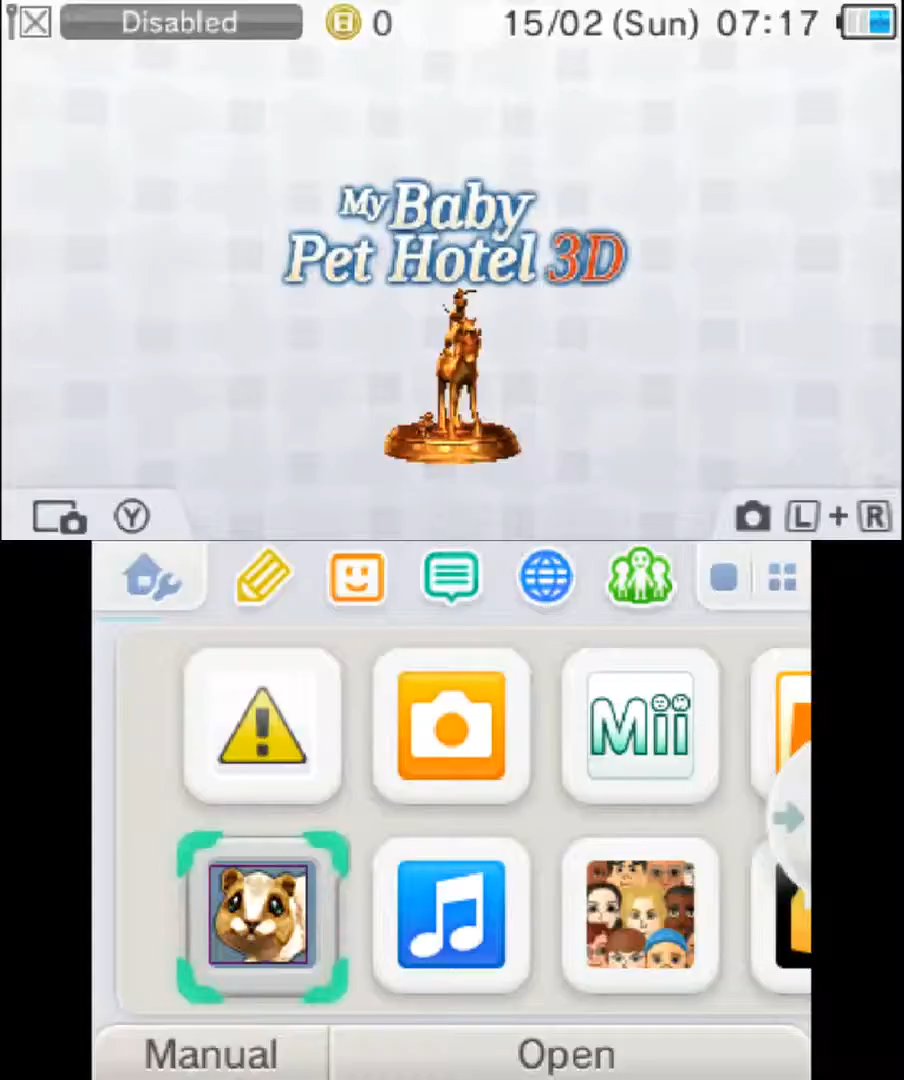 Disabled 0 15/02 (Sun) 07:17
My Baby
Pet Hotel 3D
Y L + R
Mii
Manual Open